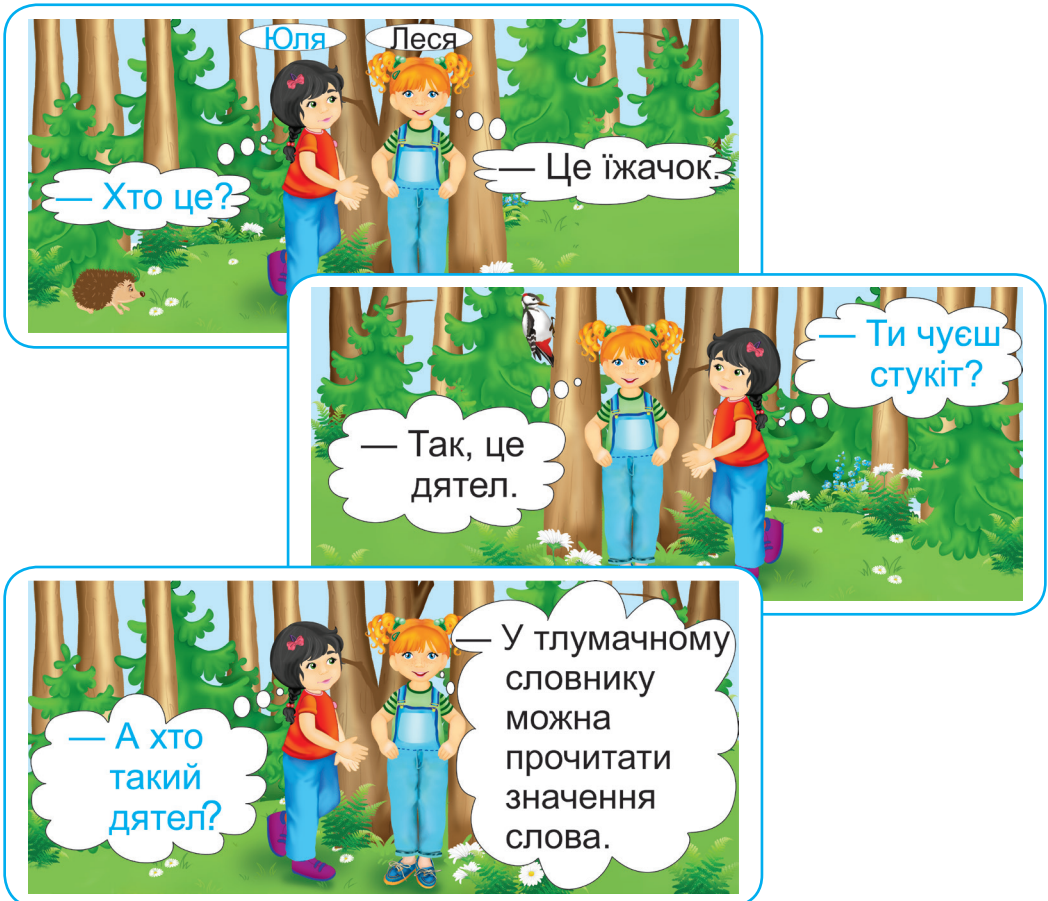 Юля
Леся
— Хто це?
— Це їжачок.
— Ти чуєш
стукіт?
— Так, це
дятел.
— А хто
такий
дятел?
— У тлумачному
словнику
можна
прочитати
значення
слова.